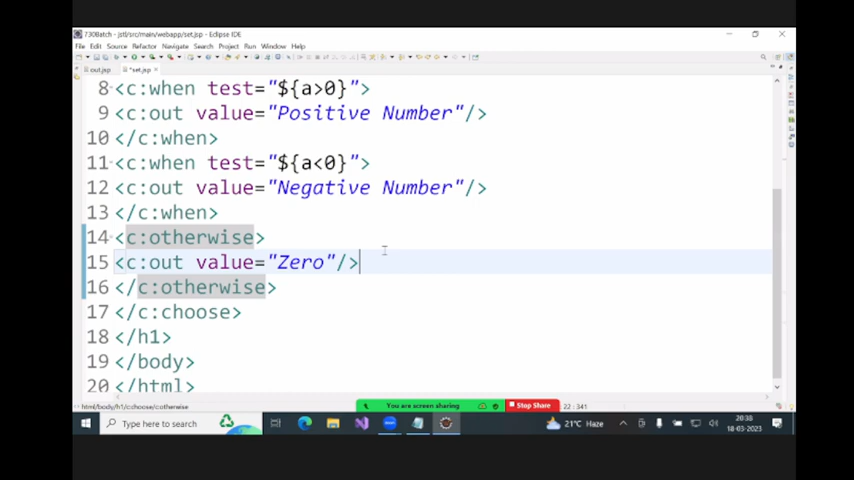 730Batch - jstl/src/main/webapp/set.jsp - Eclipse IDE
File Edit Source Refactor Navigate Search Project Run Window Help
out.jsp *set.jsp
8 <c:when test="${a>0}">
9 <c:out value="Positive Number"/>
10 </c:when>
11 <c:when test="${a<0}">
12 <c:out value="Negative Number"/>
13 </c:when>
14 <c:otherwise>
15 <c:out value="Zero"/>
16 </c:otherwise>
17 </c:choose>
18 </h1>
19 </body>
20 </html>
html/body/h1/c:choose/c:otherwise
You are screen sharing
Stop Share
22 : 341
Type here to search
21°C Haze
20:38
18-03-2023